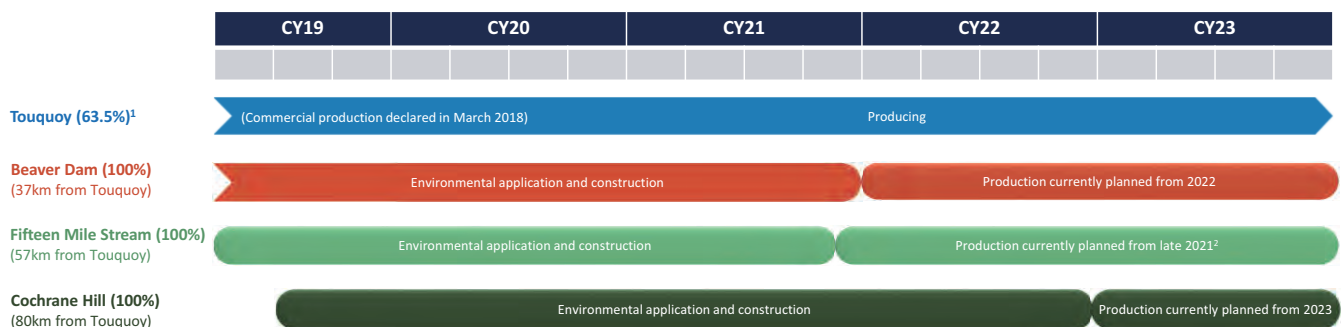 CY19 CY20 CY21 CY22 CY23
Touquoy (63.5%)¹
(Commercial production declared in March 2018) Producing
Beaver Dam (100%)
(37km from Touquoy)
Environmental application and construction Production currently planned from 2022
Fifteen Mile Stream (100%)
(57km from Touquoy)
Environmental application and construction Production currently planned from late 2021²
Cochrane Hill (100%)
(80km from Touquoy)
Environmental application and construction Production currently planned from 2023